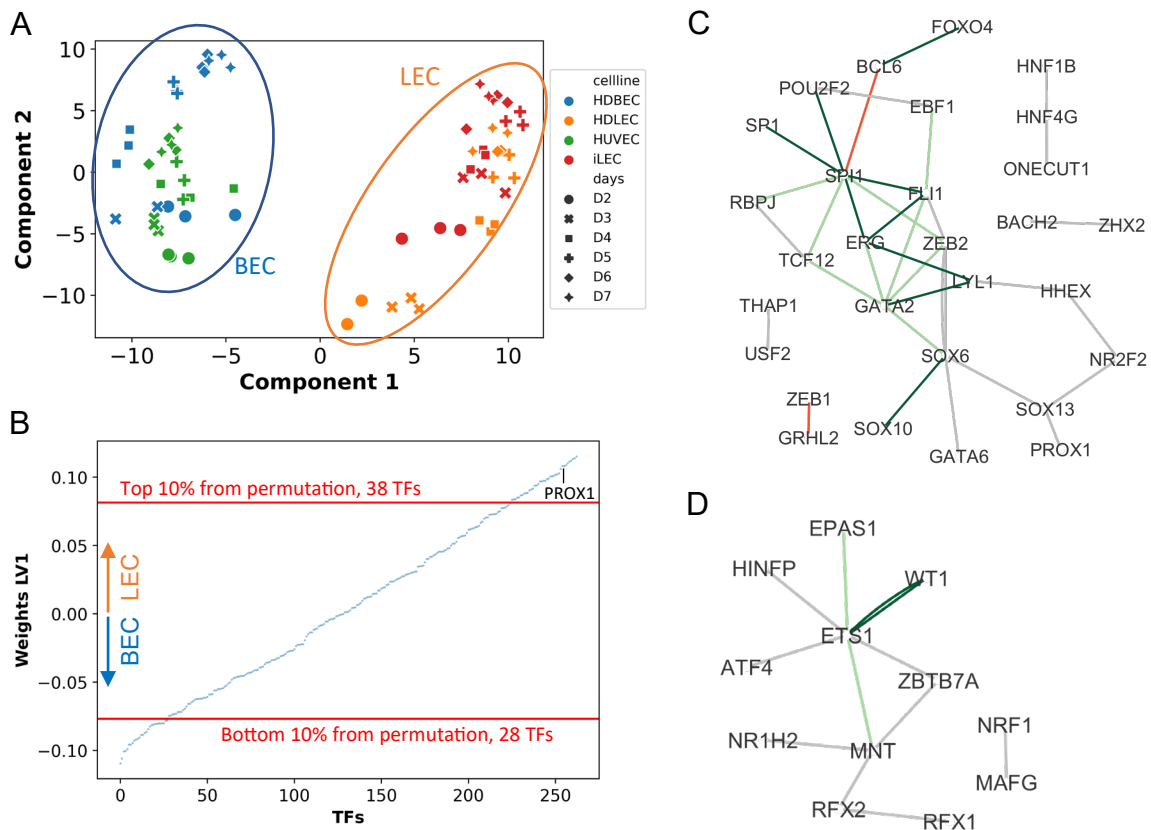 A
Component 2
10
5
0
−5
−10
−10
−5
0
5
10
Component 1
BEC
LEC
cellline
HDBEC
HDLEC
HUVEC
iLEC
days
D2
D3
D4
D5
D6
D7
B
Weights LV1
0.10
0.05
0.00
−0.05
−0.10
0
50
100
150
200
250
TFs
Top 10% from permutation, 38 TFs
PROX1
LEC
BEC
Bottom 10% from permutation, 28 TFs
C
FOXO4
BCL6
HNF1B
POU2F2
EBF1
HNF4G
SP1
ONECUT1
SPI1
FLI1
RBPJ
BACH2
ZHX2
ERG
ZEB2
TCF12
LYL1
HHEX
THAP1
GATA2
USF2
SOX6
NR2F2
ZEB1
SOX13
GRHL2
SOX10
PROX1
GATA6
D
EPAS1
HINFP
WT1
ETS1
ATF4
ZBTB7A
NRF1
NR1H2
MNT
MAFG
RFX2
RFX1